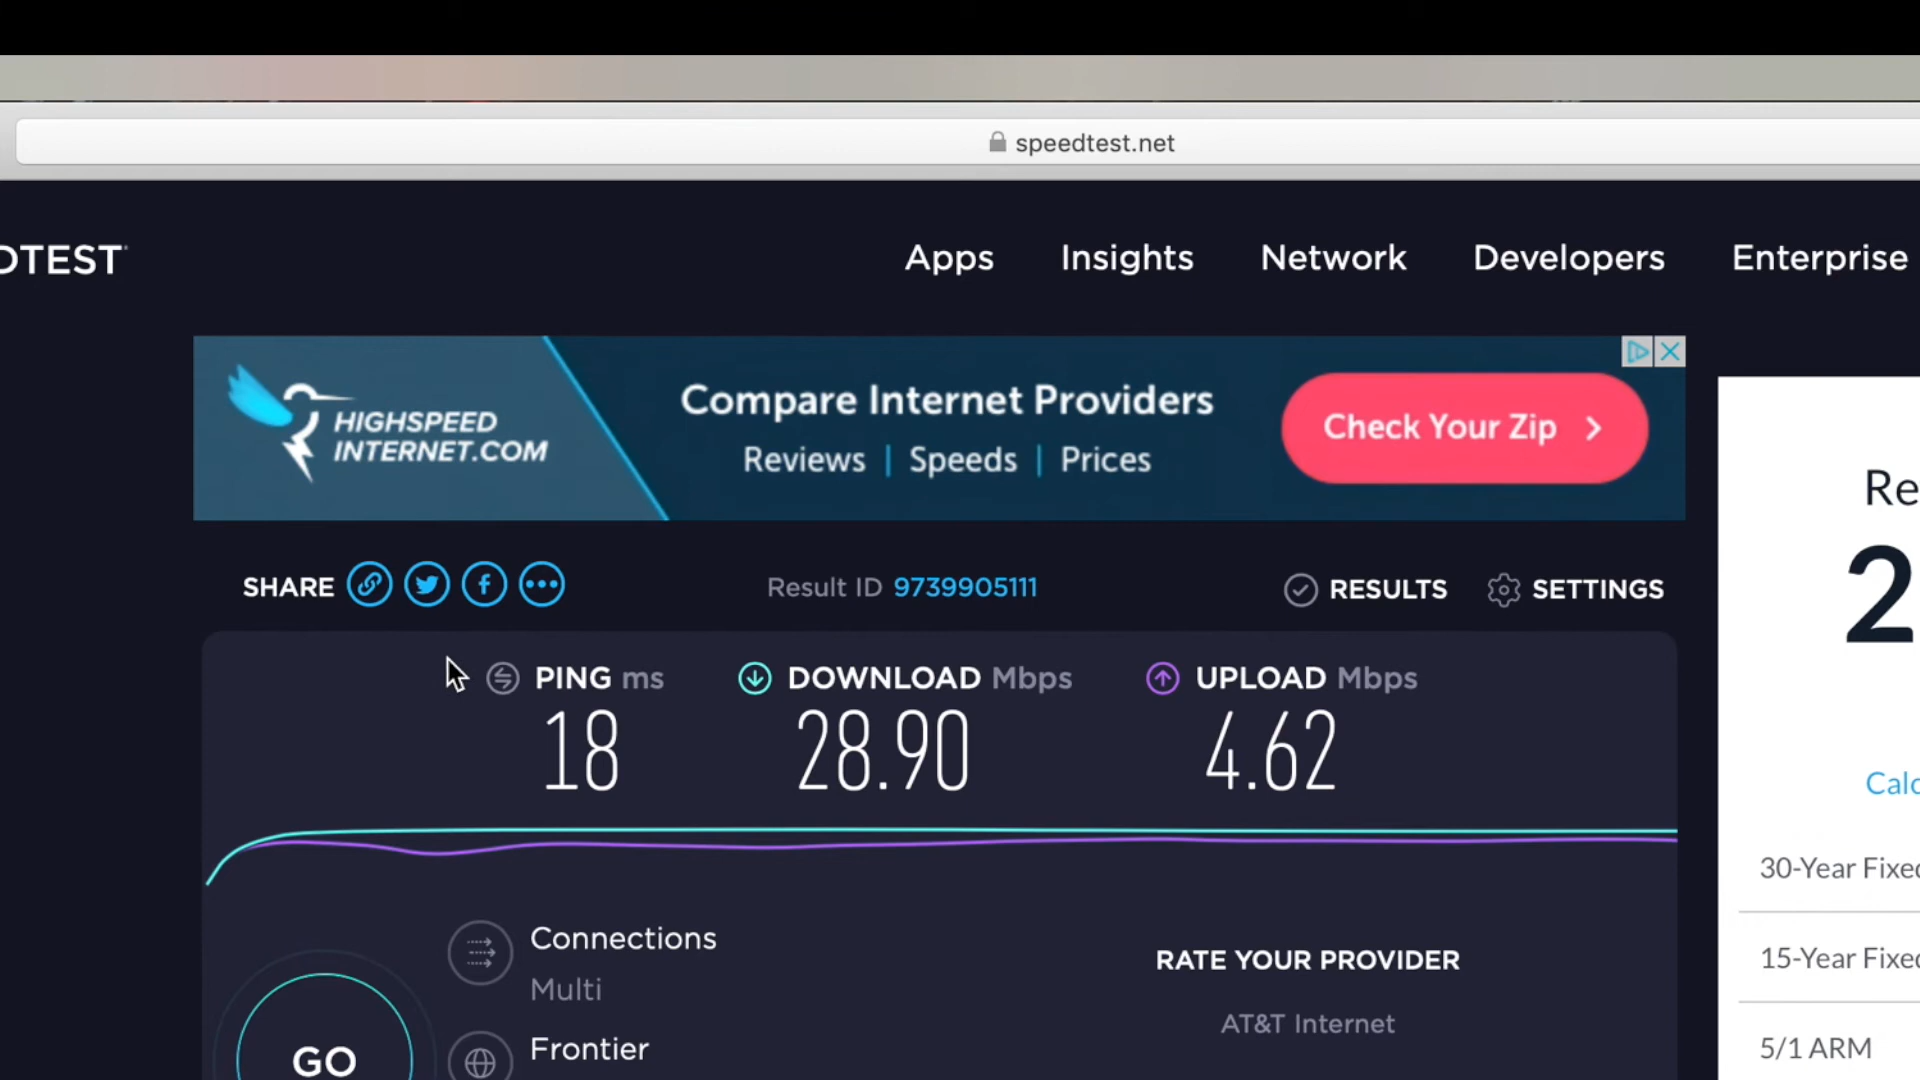 speedtest.net
DTEST
Apps Insights Network Developers Enterprise
HIGHSPEED
INTERNET.COM
Compare Internet Providers
Reviews | Speeds | Prices
Check Your Zip >
SHARE
Result ID 9739905111
RESULTS SETTINGS
PING ms DOWNLOAD Mbps UPLOAD Mbps
18 28.90 4.62
Connections
Multi
Frontier
GO
RATE YOUR PROVIDER
AT&T Internet
Re
2
Calc
30-Year Fixed
15-Year Fixed
5/1 ARM